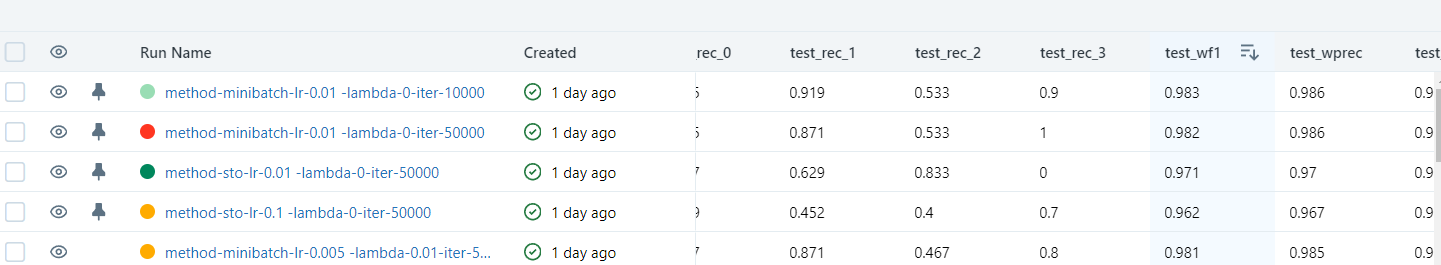 Run Name Created _rec_0 test_rec_1 test_rec_2 test_rec_3 test_wf1 test_wprec test_
method-minibatch-lr-0.01 -lambda-0-iter-10000 1 day ago 0.919 0.533 0.9 0.983 0.986 0.9
method-minibatch-lr-0.01 -lambda-0-iter-50000 1 day ago 0.871 0.533 1 0.982 0.986 0.9
method-sto-lr-0.01 -lambda-0-iter-50000 1 day ago 7 0.629 0.833 0 0.971 0.97 0.9
method-sto-lr-0.1 -lambda-0-iter-50000 1 day ago 9 0.452 0.4 0.7 0.962 0.967 0.9
method-minibatch-lr-0.005 -lambda-0.01-iter-5... 1 day ago 7 0.871 0.467 0.8 0.981 0.985 0.9